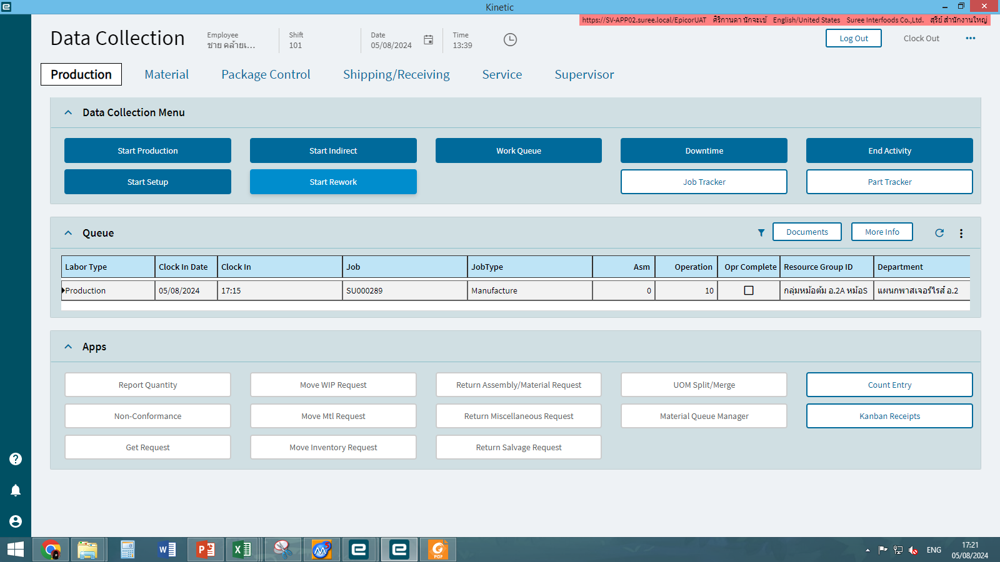 Kinetic
https://SV-APP02.suree.local/EpicorUAT ศิริกานดา นักจะเข้ English/United States Suree Interfoods Co.,Ltd. สุรีย์ สำนักงานใหญ่
Data Collection
Employee
ชาย คล้ายเ...
Shift
101
Date
05/08/2024
Time
13:39
Log Out
Clock Out
Production Material Package Control Shipping/Receiving Service Supervisor
Data Collection Menu
Start Production Start Indirect Work Queue Downtime End Activity
Start Setup Start Rework Job Tracker Part Tracker
Queue
Documents More Info
Labor Type Clock In Date Clock In Job JobType Asm Operation Opr Complete Resource Group ID Department
Production 05/08/2024 17:15 SU000289 Manufacture 0 10 กลุ่มหม้อต้ม อ.2A หม้อS แผนกพาสเจอร์ไรส์ อ.2
Apps
Report Quantity Move WIP Request Return Assembly/Material Request UOM Split/Merge Count Entry
Non-Conformance Move Mtl Request Return Miscellaneous Request Material Queue Manager Kanban Receipts
Get Request Move Inventory Request Return Salvage Request
ENG
17:21
05/08/2024